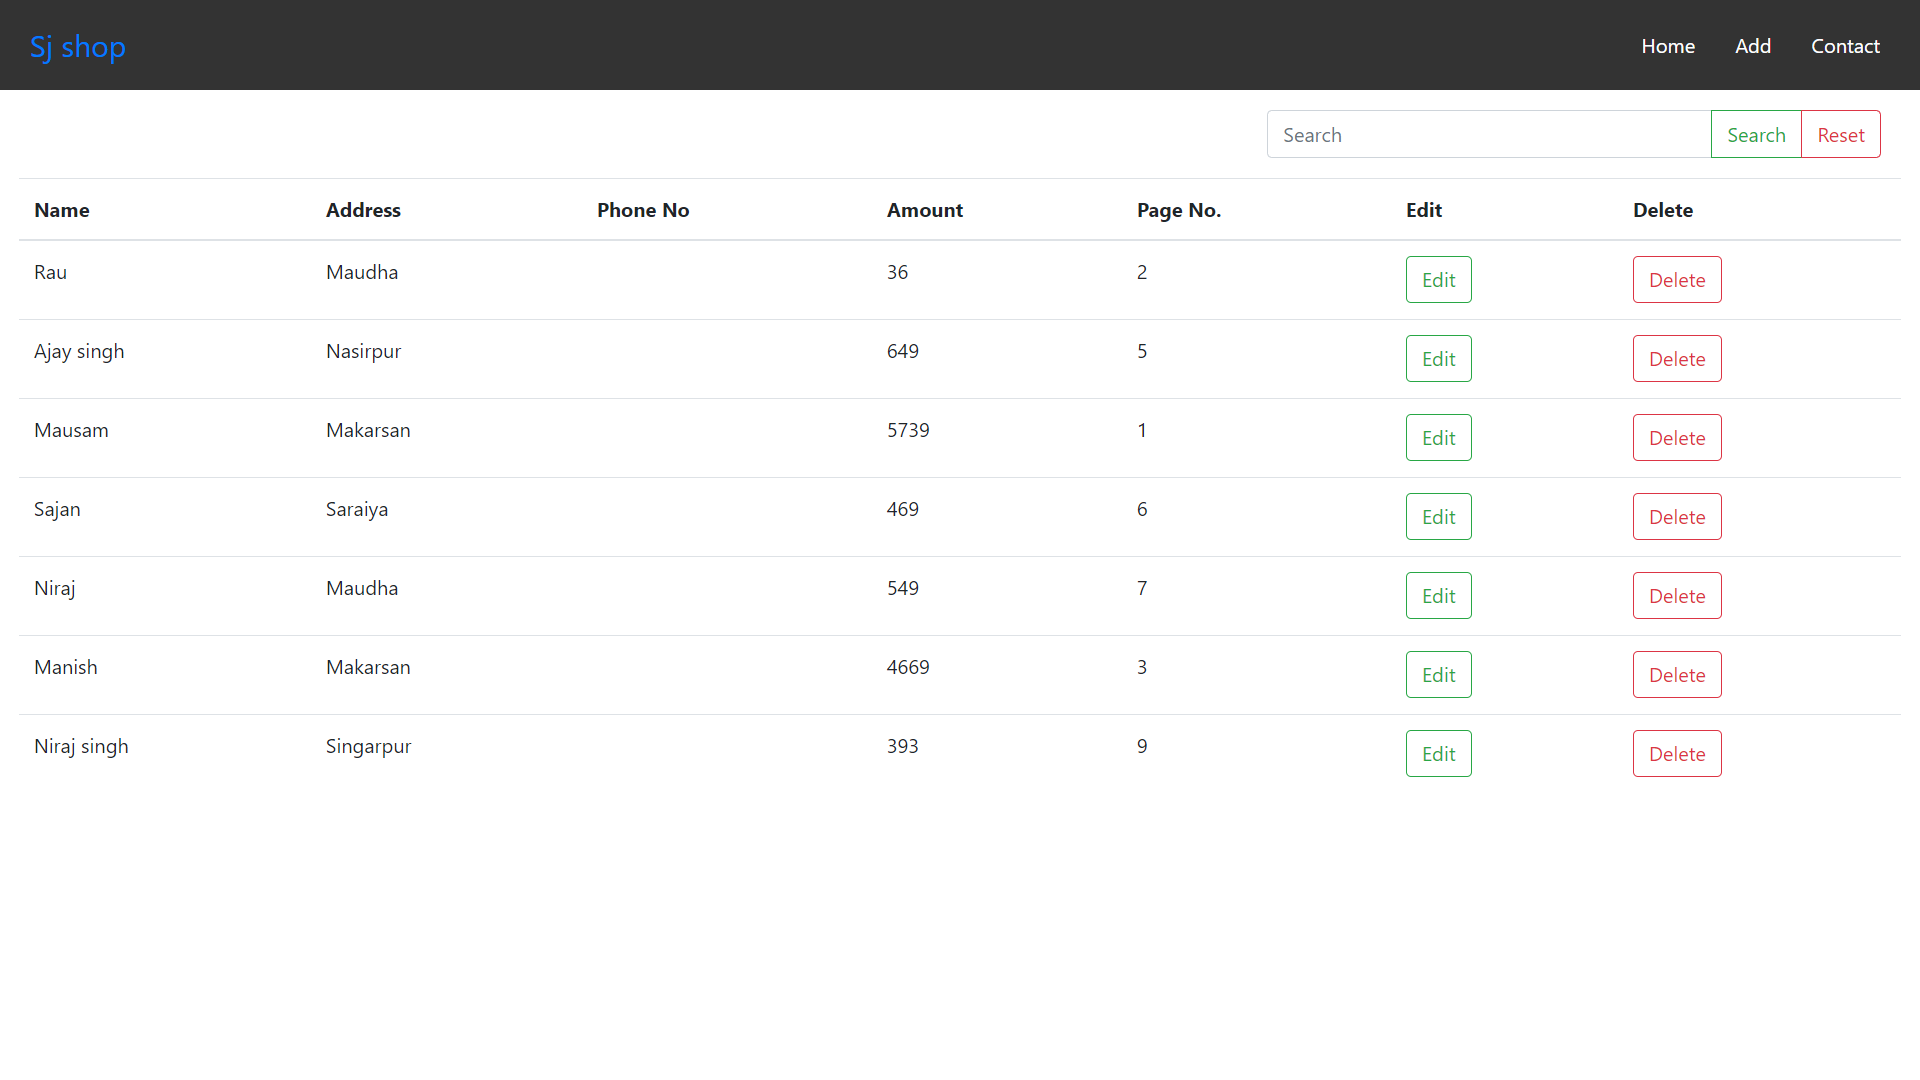 Sj shop Home Add Contact
Search Search Reset
Name Address Phone No Amount Page No. Edit Delete
Rau Maudha 36 2 Edit Delete
Ajay singh Nasirpur 649 5 Edit Delete
Mausam Makarsan 5739 1 Edit Delete
Sajan Saraiya 469 6 Edit Delete
Niraj Maudha 549 7 Edit Delete
Manish Makarsan 4669 3 Edit Delete
Niraj singh Singarpur 393 9 Edit Delete